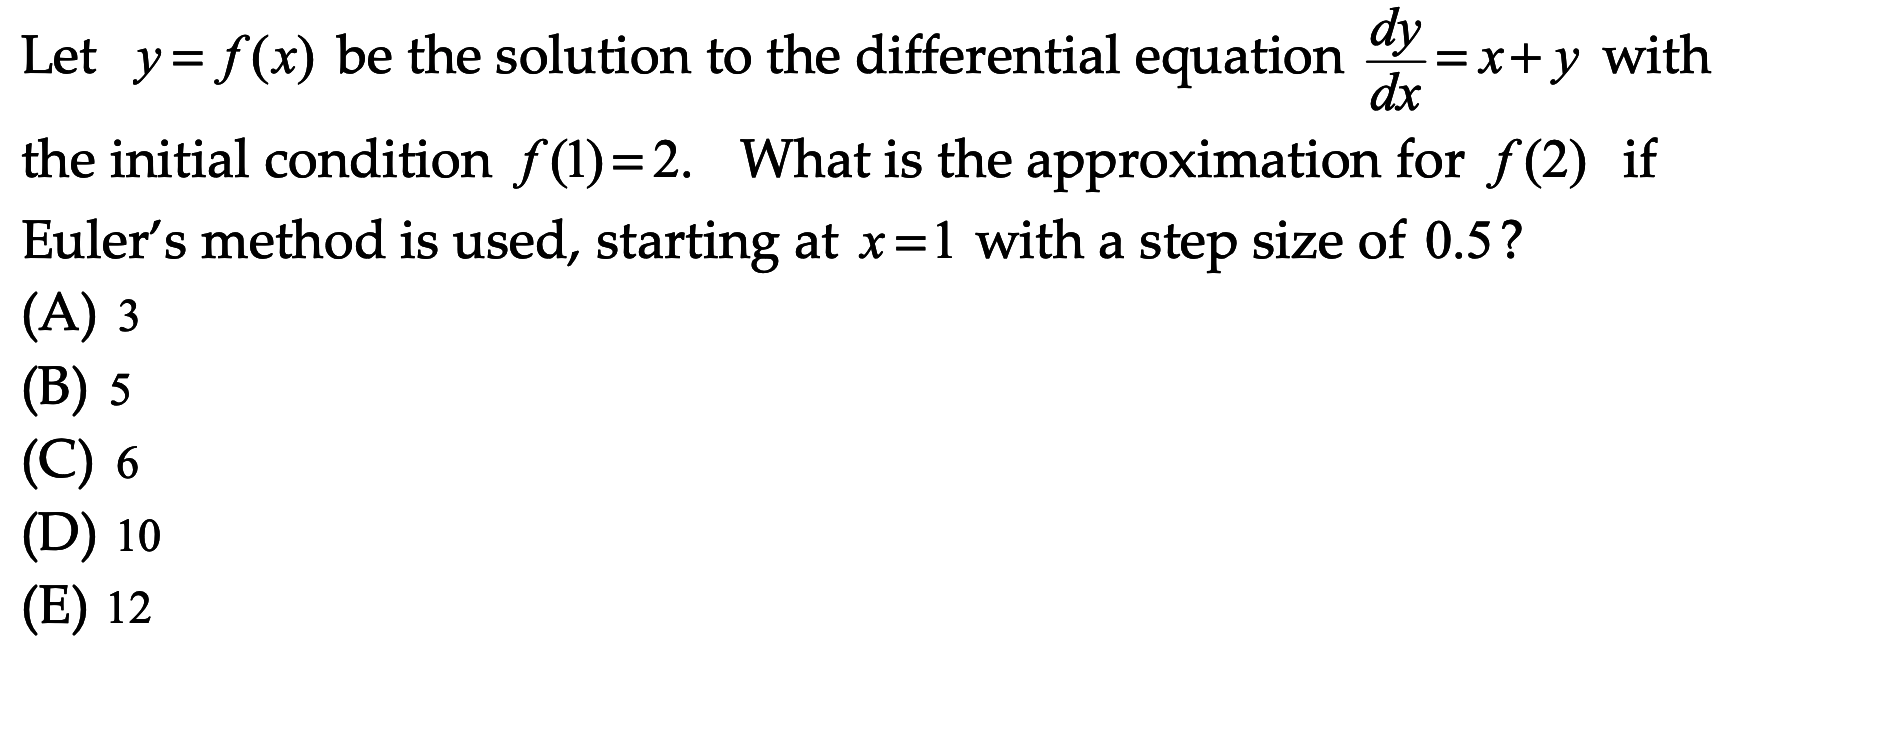 Let y = f(x) be the solution to the differential equation dy/dx = x + y with
the initial condition f(1) = 2. What is the approximation for f(2) if
Euler's method is used, starting at x = 1 with a step size of 0.5?
(A) 3
(B) 5
(C) 6
(D) 10
(E) 12